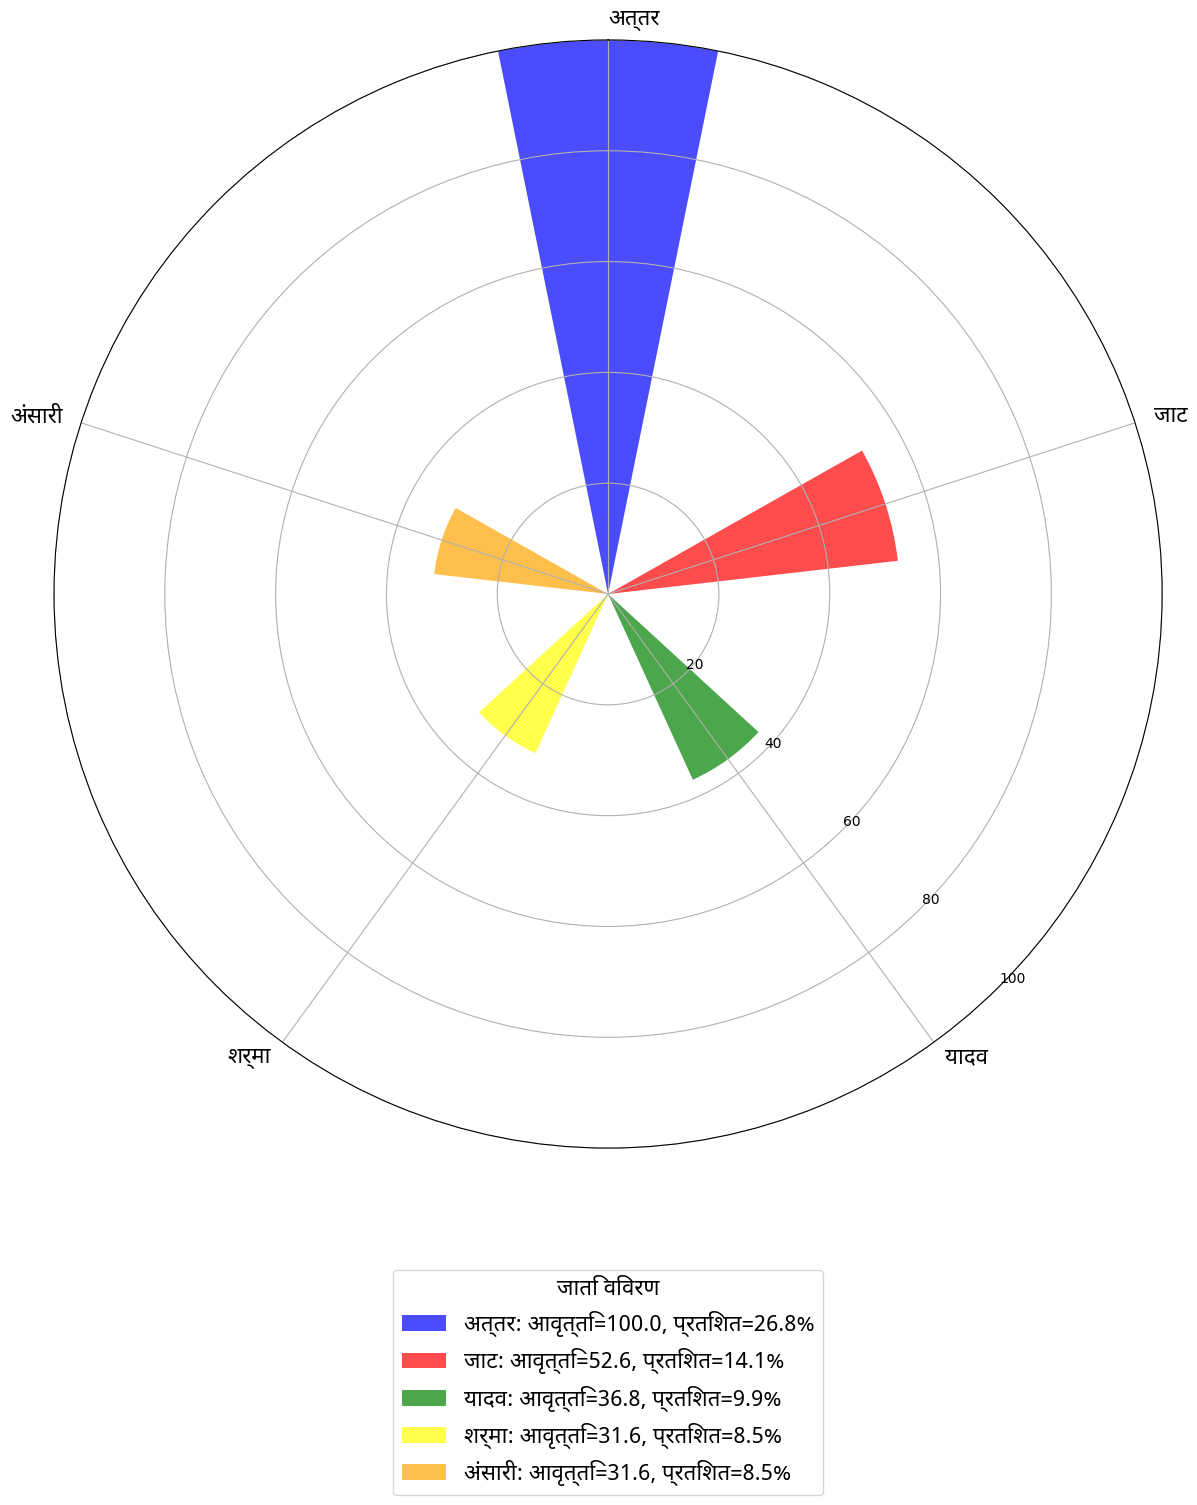 अत्तर
अंसारी
जाट
20
40
60
80
100
शर्मा
यादव
जाति विवरण
अत्तर: आवृत्ति=100.0, प्रतिशत=26.8%
जाट: आवृत्ति=52.6, प्रतिशत=14.1%
यादव: आवृत्ति=36.8, प्रतिशत=9.9%
शर्मा: आवृत्ति=31.6, प्रतिशत=8.5%
अंसारी: आवृत्ति=31.6, प्रतिशत=8.5%